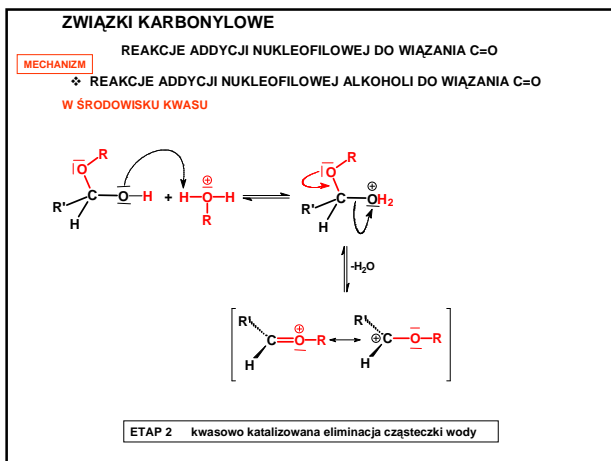 ZWIĄZKI KARBONYLOWE
REAKCJE ADDYCJI NUKLEOFILOWEJ DO WIĄZANIA C=O
MECHANIZM
❖ REAKCJE ADDYCJI NUKLEOFILOWEJ ALKOHOLI DO WIĄZANIA C=O
W ŚRODOWISKU KWASU
R R
O ⊕ O ⊕
C O H + H O H C OH₂
R' H R R' H
-H₂O
R' ⊕ R'
C=O—R ⊕C—O—R
H H
ETAP 2 kwasowo katalizowana eliminacja cząsteczki wody